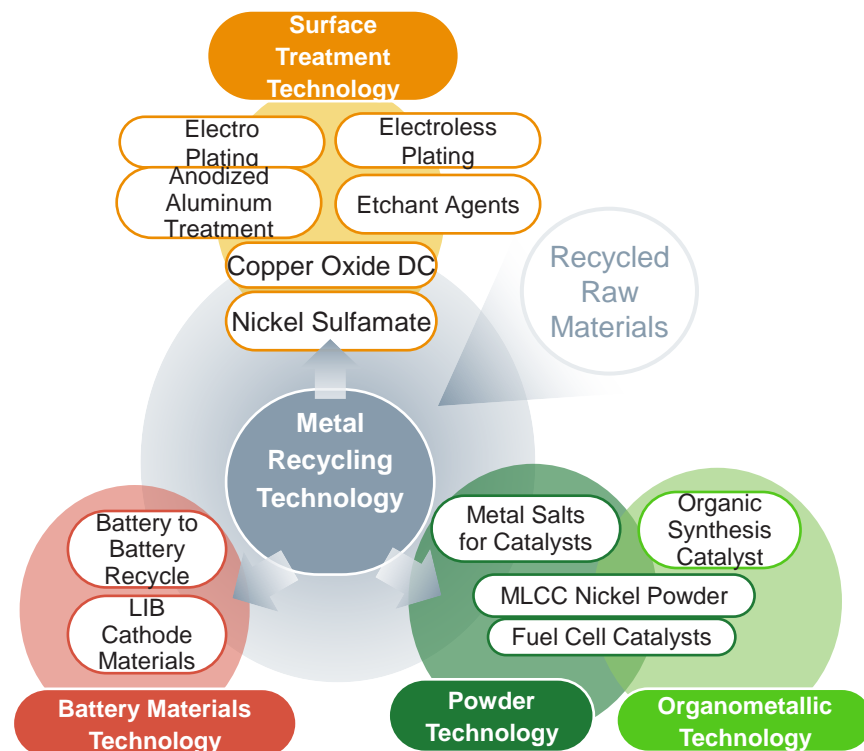 Surface
Treatment
Technology
Electro
Plating
Electroless
Plating
Anodized
Aluminum
Treatment
Etchant Agents
Copper Oxide DC
Nickel Sulfamate
Recycled
Raw
Materials
Metal
Recycling
Technology
Battery to
Battery
Recycle
LIB
Cathode
Materials
Metal Salts
for Catalysts
Organic
Synthesis
Catalyst
MLCC Nickel Powder
Fuel Cell Catalysts
Battery Materials
Technology
Powder
Technology
Organometallic
Technology